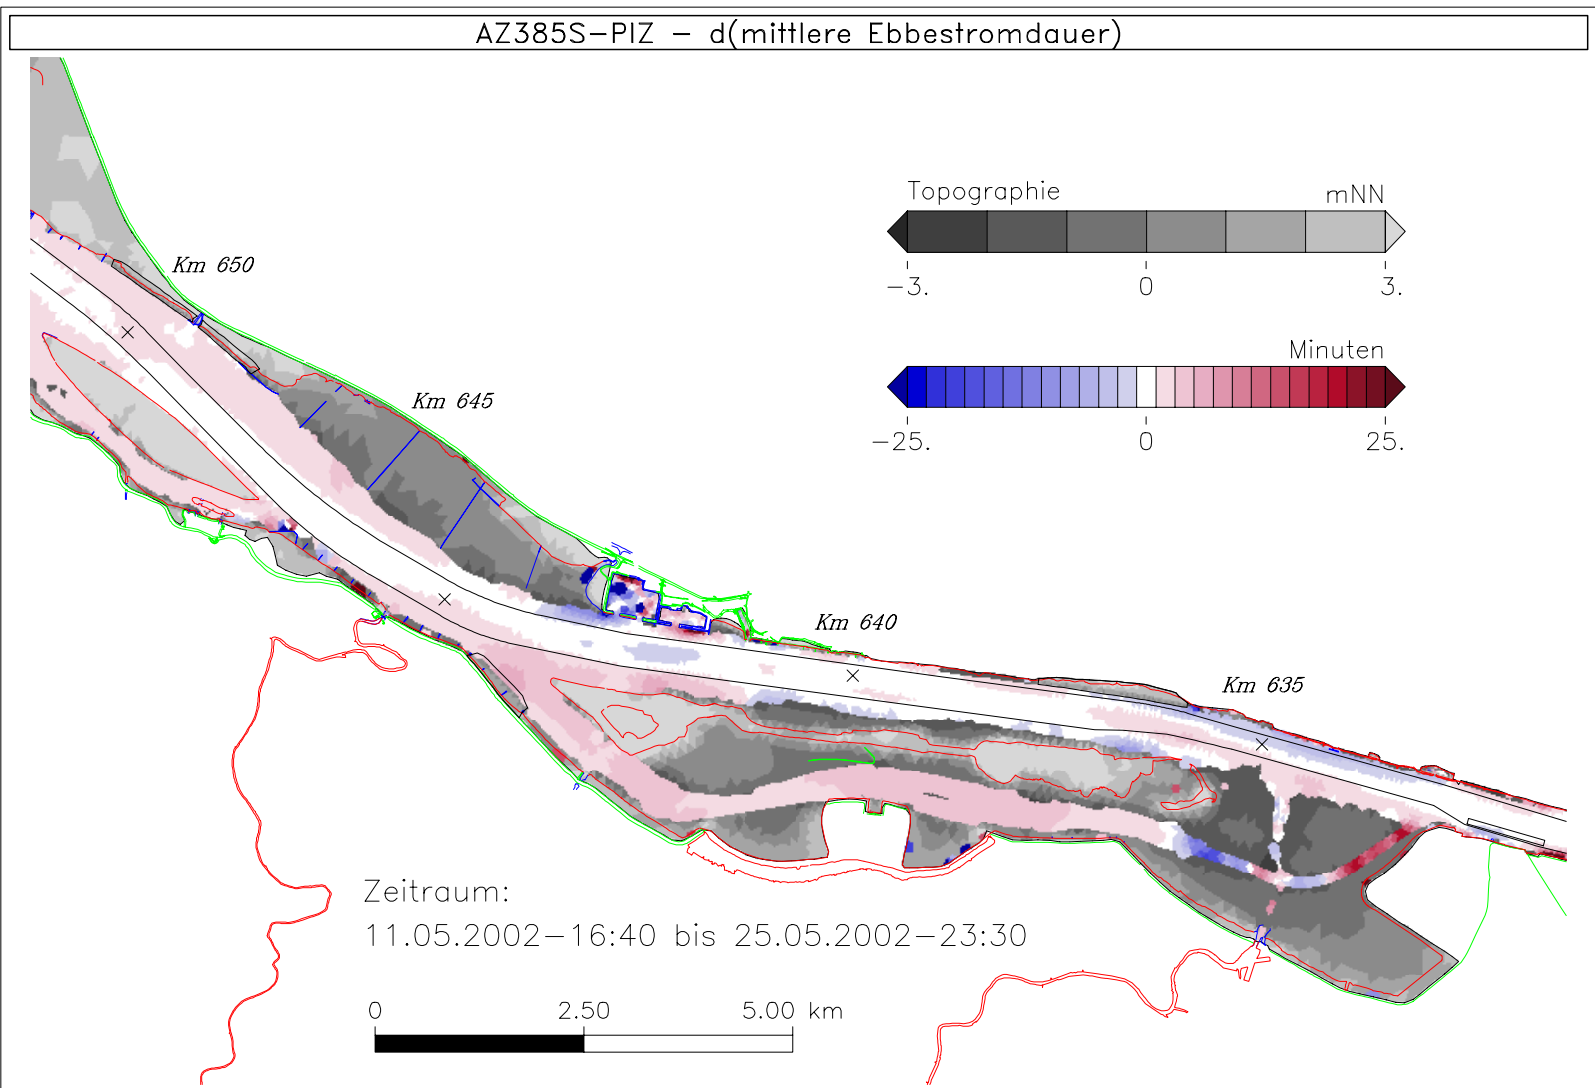 AZ385S-PIZ - d(mittlere Ebbestromdauer)
Topographie mNN
-3. 0 3.
Km 650
Minuten
-25. 0 25.
Km 645
Km 640
Km 635
Zeitraum:
11.05.2002-16:40 bis 25.05.2002-23:30
0 2.50 5.00 km